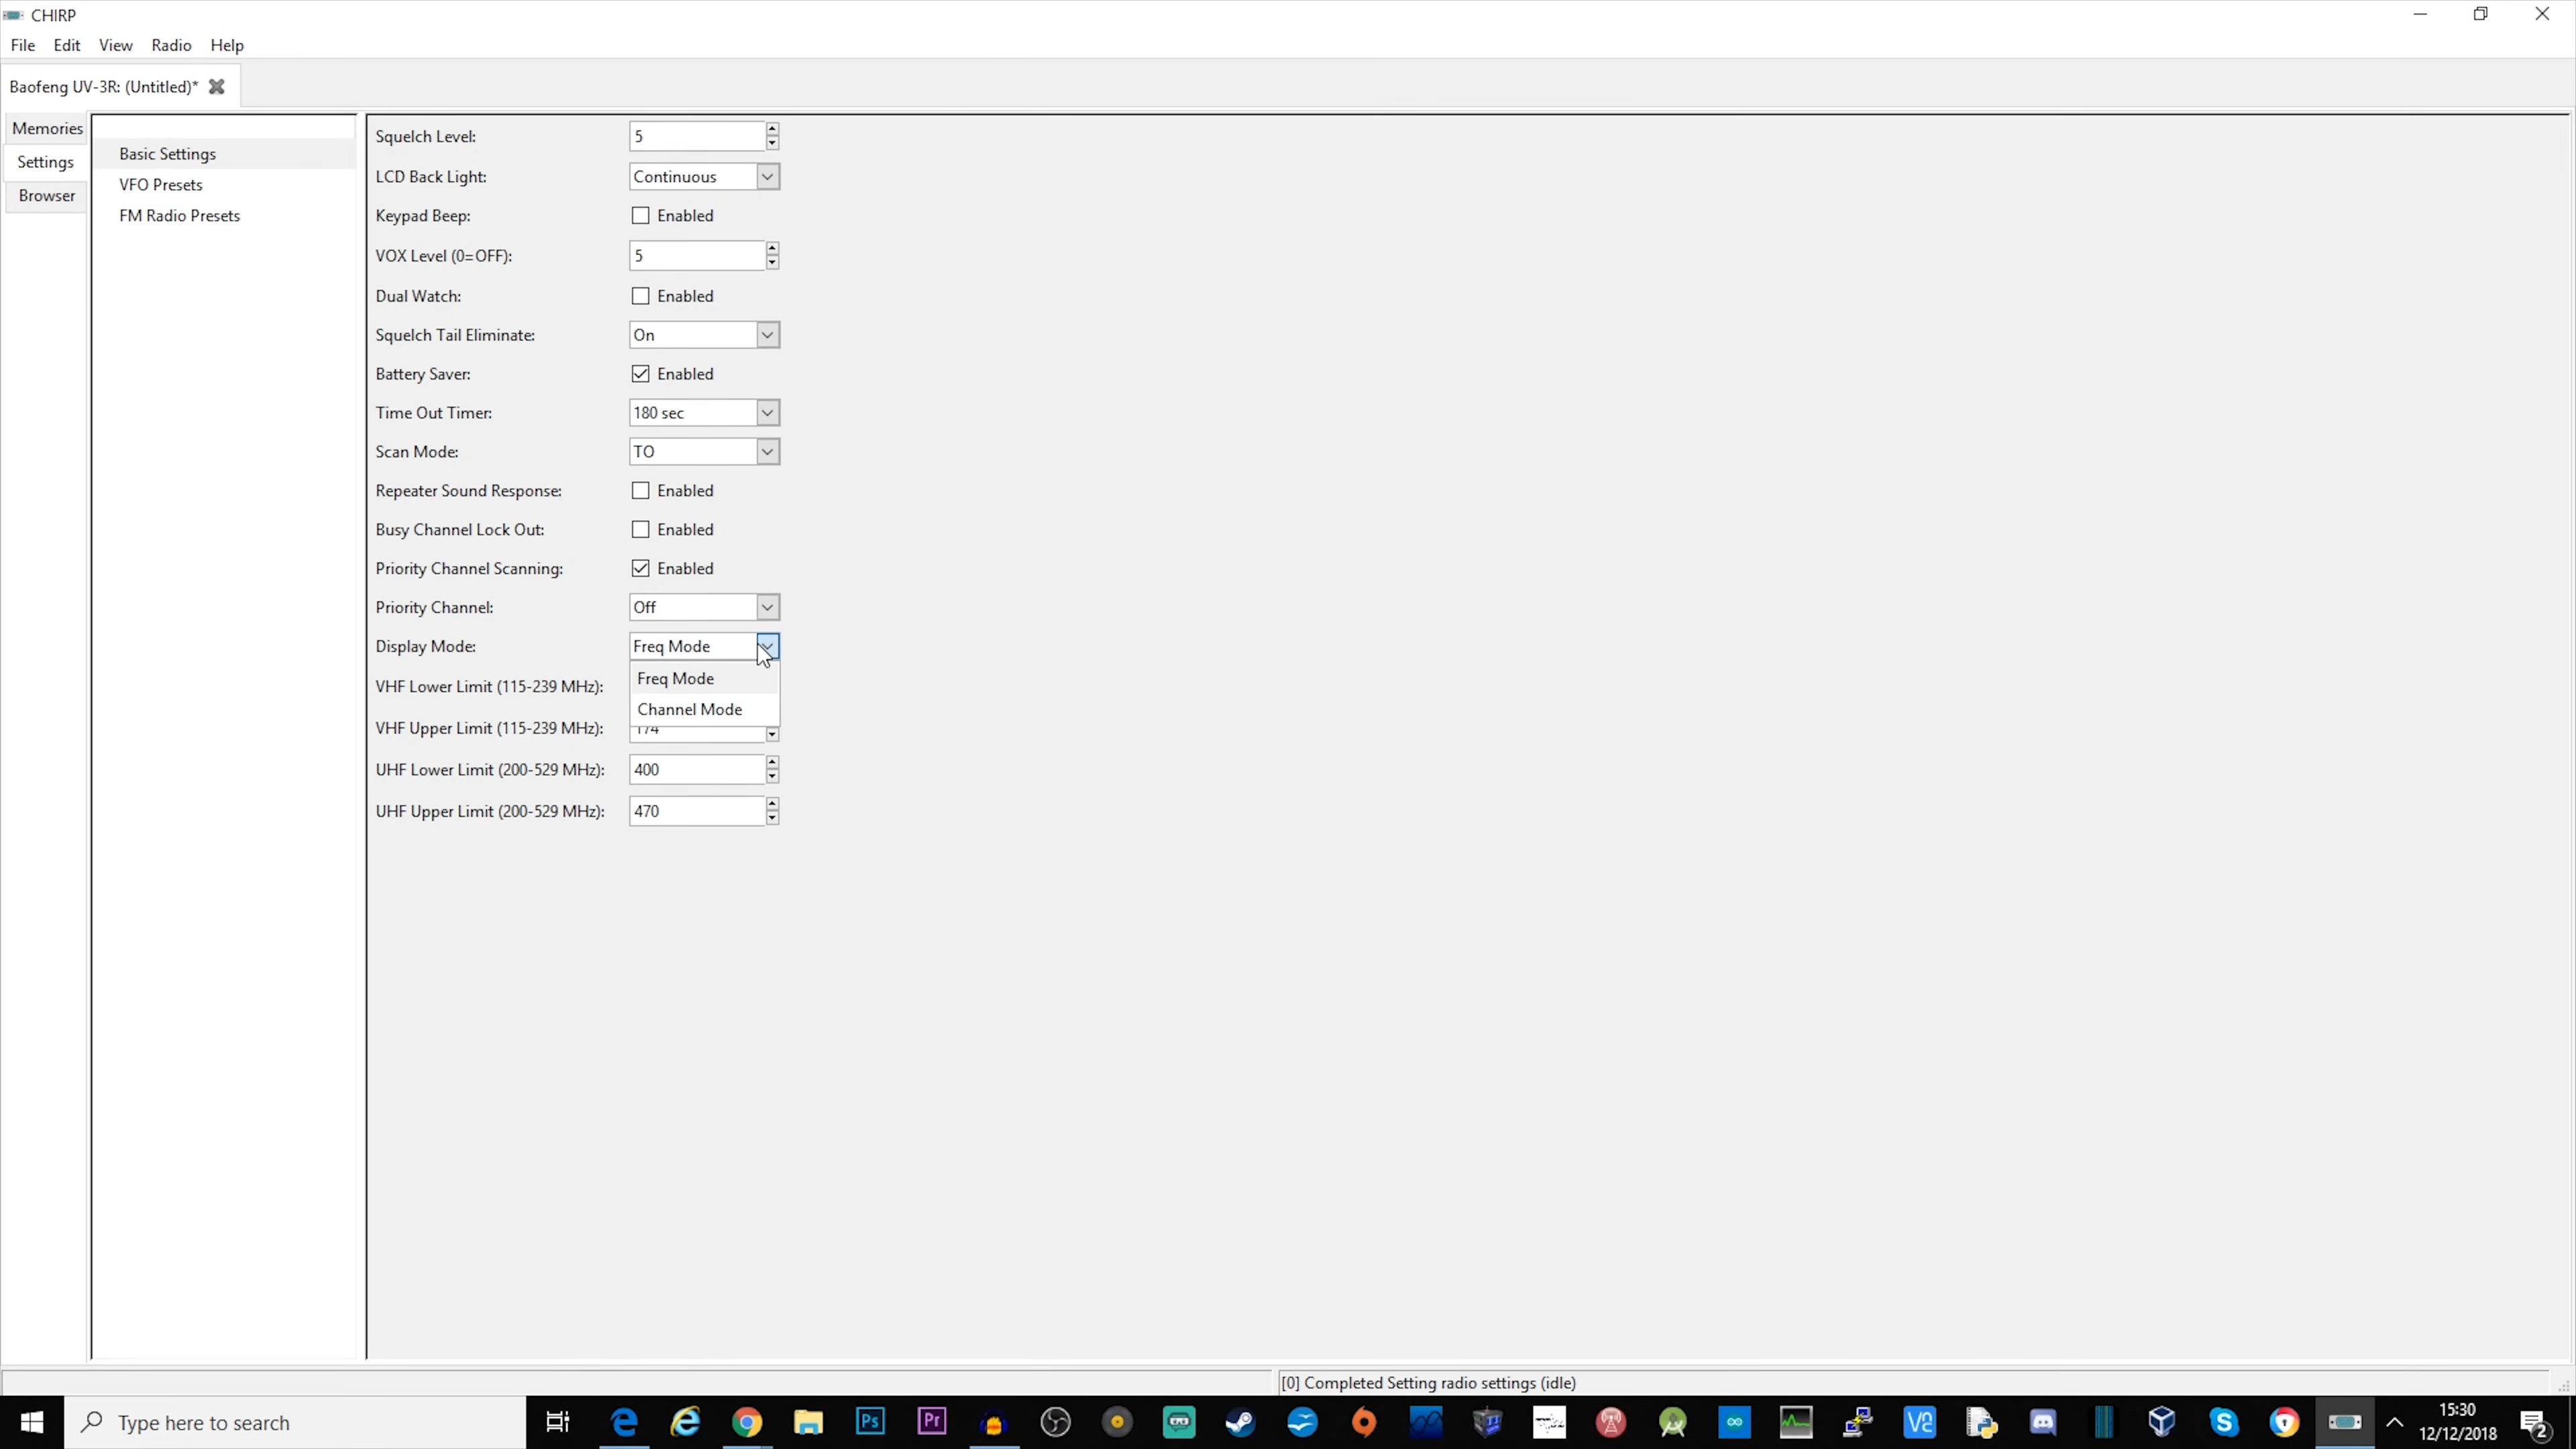 CHIRP
File Edit View Radio Help
Baofeng UV-3R: (Untitled)*
Memories
Settings
Browser
Basic Settings
VFO Presets
FM Radio Presets
Squelch Level: 5
LCD Back Light: Continuous
Keypad Beep: Enabled
VOX Level (0=OFF): 5
Dual Watch: Enabled
Squelch Tail Eliminate: On
Battery Saver: Enabled
Time Out Timer: 180 sec
Scan Mode: TO
Repeater Sound Response: Enabled
Busy Channel Lock Out: Enabled
Priority Channel Scanning: Enabled
Priority Channel: Off
Display Mode: Freq Mode
Freq Mode
VHF Lower Limit (115-239 MHz):
Channel Mode
VHF Upper Limit (115-239 MHz): 174
UHF Lower Limit (200-529 MHz): 400
UHF Upper Limit (200-529 MHz): 470
[0] Completed Setting radio settings (idle)
Type here to search
Ps
Pr
15:30
12/12/2018
2